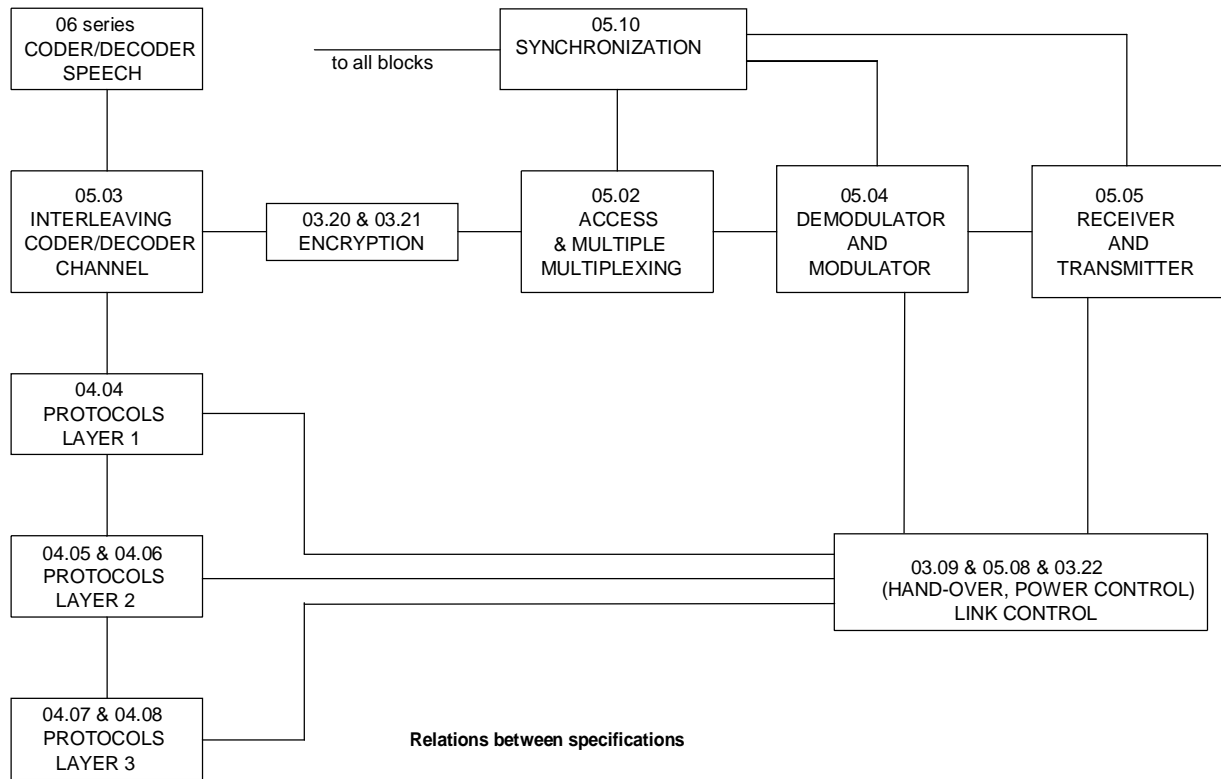 06 series
CODER/DECODER
SPEECH
05.10
SYNCHRONIZATION
to all blocks
05.03
INTERLEAVING
CODER/DECODER
CHANNEL
03.20 & 03.21
ENCRYPTION
05.02
ACCESS
& MULTIPLE
MULTIPLEXING
05.04
DEMODULATOR
AND
MODULATOR
05.05
RECEIVER
AND
TRANSMITTER
04.04
PROTOCOLS
LAYER 1
04.05 & 04.06
PROTOCOLS
LAYER 2
03.09 & 05.08 & 03.22
(HAND-OVER, POWER CONTROL)
LINK CONTROL
04.07 & 04.08
PROTOCOLS
LAYER 3
Relations between specifications